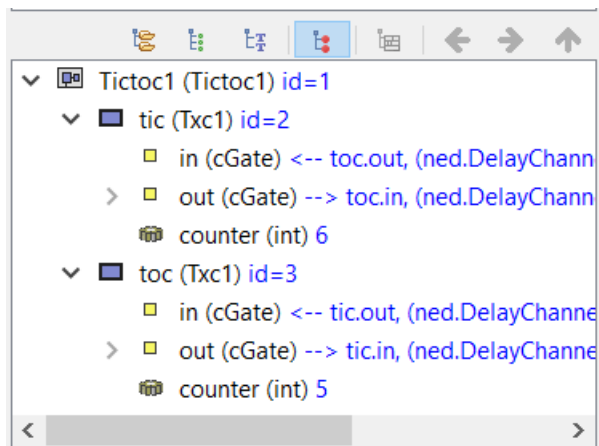 Tictoc1 (Tictoc1) id=1
tic (Txc1) id=2
in (cGate) <-- toc.out, (ned.DelayChann
out (cGate) --> toc.in, (ned.DelayChann
counter (int) 6
toc (Txc1) id=3
in (cGate) <-- tic.out, (ned.DelayChanne
out (cGate) --> tic.in, (ned.DelayChanne
counter (int) 5